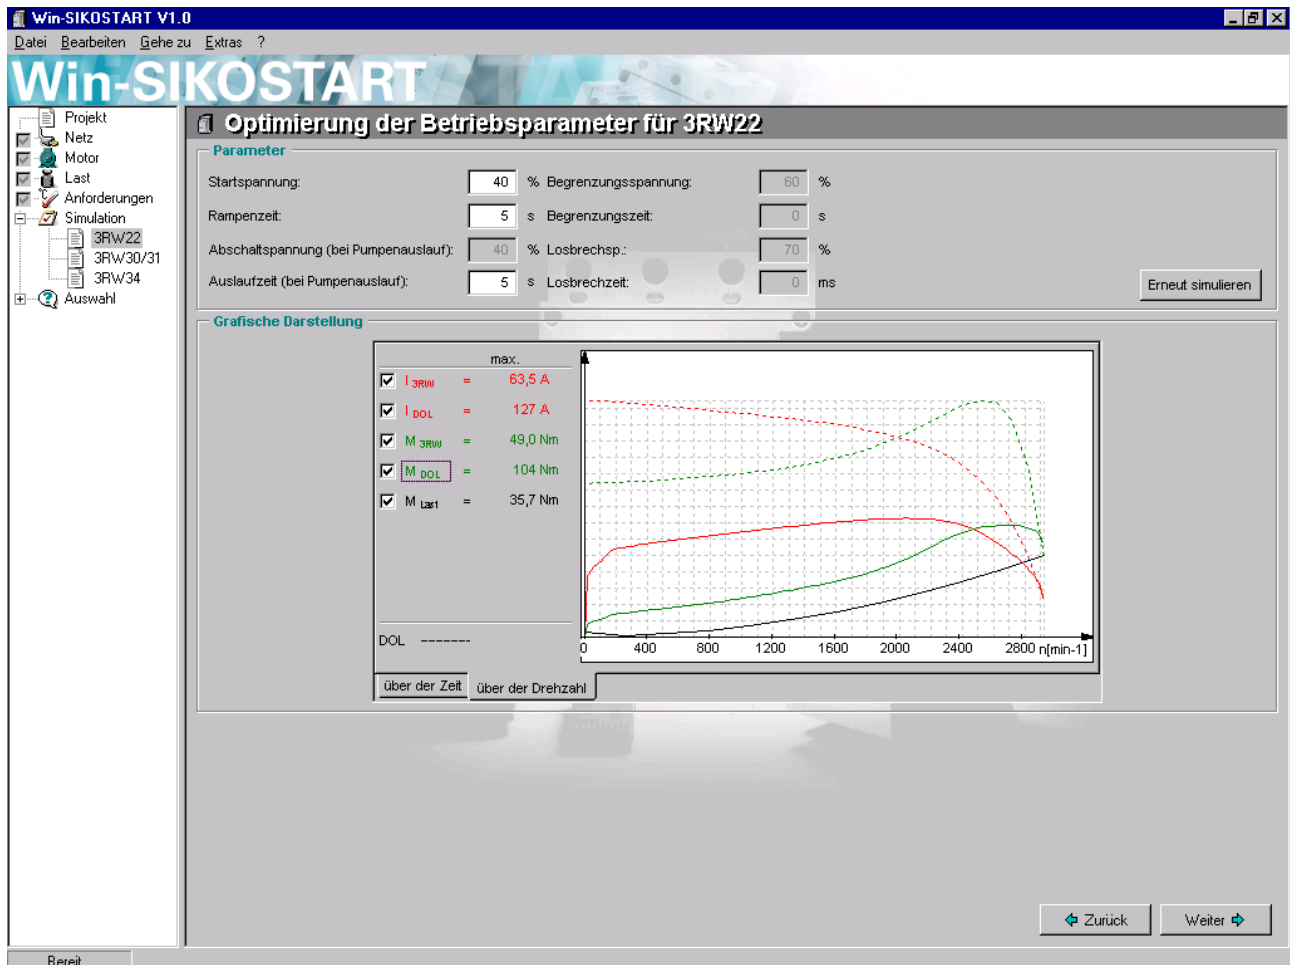 Win-SIKOSTART V1.0
Datei Bearbeiten Gehe zu Extras ?
Win-SIKOSTART
Projekt
Netz
Motor
Last
Anforderungen
Simulation
3RW22
3RW30/31
3RW34
Auswahl
Optimierung der Betriebsparameter für 3RW22
Parameter
Startspannung: 40 % Begrenzungsspannung: 60 %
Rampenzeit: 5 s Begrenzungszeit: 0 s
Abschaltspannung (bei Pumpenauslauf): 40 % Losbrechsp.: 70 %
Auslaufzeit (bei Pumpenauslauf): 5 s Losbrechzeit: 0 ms
Erneut simulieren
Grafische Darstellung
max.
I 3RW = 63,5 A
I DOL = 127 A
M 3RW = 49,0 Nm
M DOL = 104 Nm
M Last = 35,7 Nm
DOL -------
0 400 800 1200 1600 2000 2400 2800 n[min-1]
über der Zeit über der Drehzahl
Zurück Weiter
Bereit